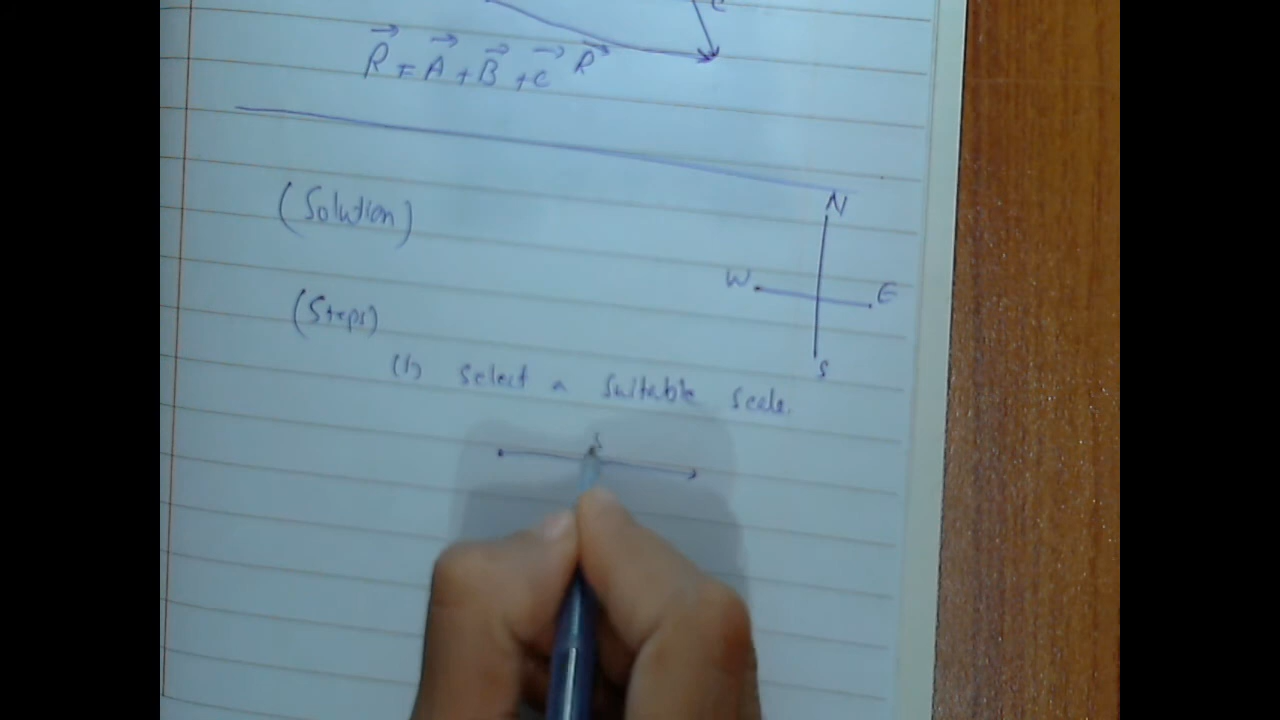 C
R = A + B + C R
(Solution)
N
W E
(Steps)
S
(1) Select a suitable scale.